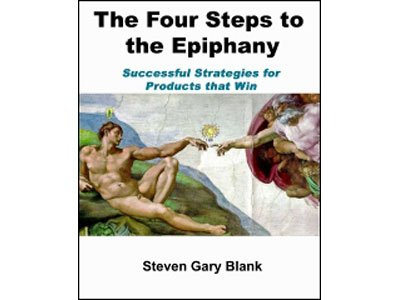 The Four Steps to
the Epiphany
Successful Strategies for
Products that Win
Steven Gary Blank